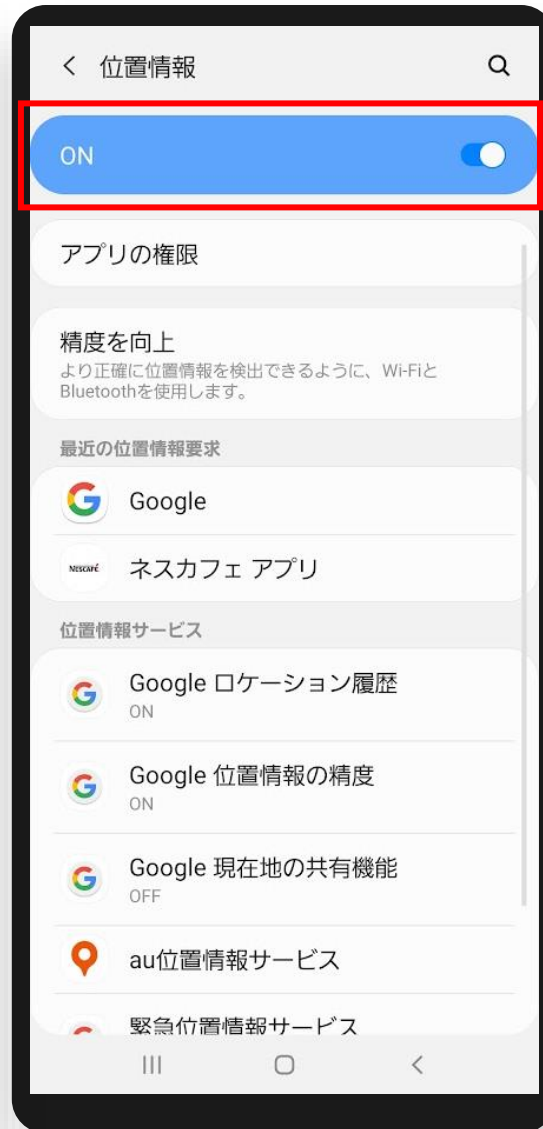 位置情報
ON
アプリの権限
精度を向上
より正確に位置情報を検出できるように、Wi-Fiと
Bluetoothを使用します。
最近の位置情報要求
Google
NESCAFÉ
ネスカフェ アプリ
位置情報サービス
Google ロケーション履歴
ON
Google 位置情報の精度
ON
Google 現在地の共有機能
OFF
au位置情報サービス
緊急位置情報サービス